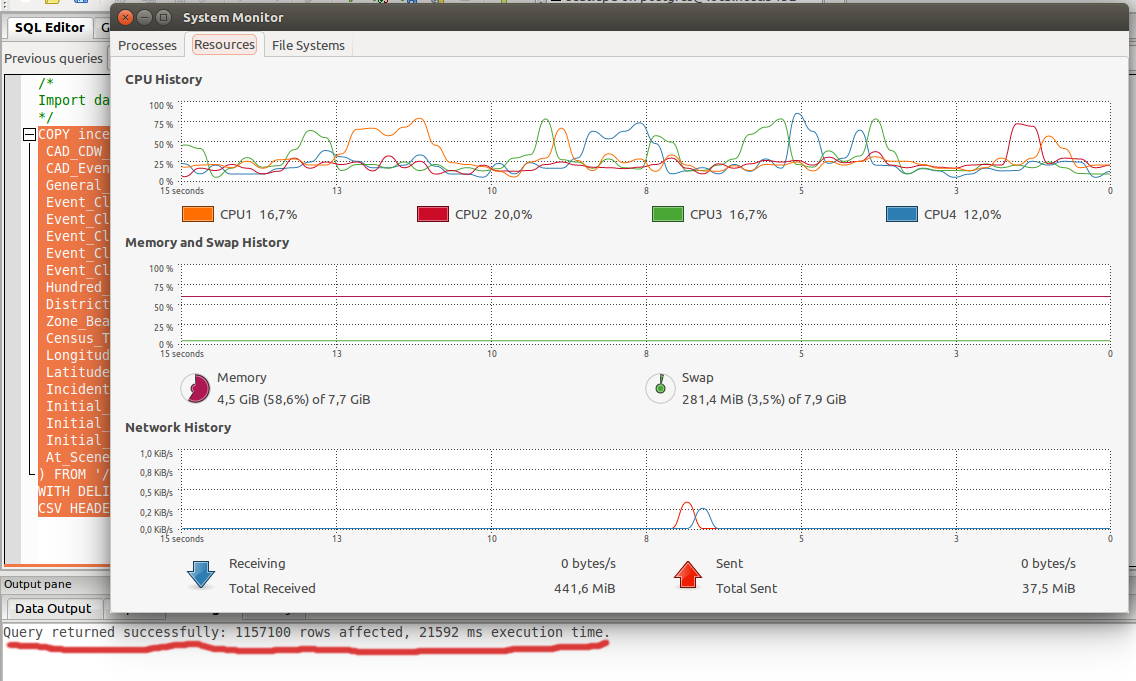 System Monitor
SQL Editor
Processes
Resources
File Systems
Previous queries
/*
Import da
*/
COPY ince
CAD_CDW_
CAD_Even
General_
Event_Cl
Event_Cl
Event_Cl
Event_Cl
Event_Cl
Hundred_
District
Zone_Bea
Census_T
Longitud
Latitude
Incident
Initial_
Initial_
Initial_
At_Scene
) FROM '/
WITH DELI
CSV HEADE
CPU History
100 %
75 %
50 %
25 %
0 %
15 seconds 13 10 8 5 3 0
CPU1 16,7%
CPU2 20,0%
CPU3 16,7%
CPU4 12,0%
Memory and Swap History
100 %
75 %
50 %
25 %
0 %
15 seconds 13 10 8 5 3 0
Memory
4,5 GiB (58,6%) of 7,7 GiB
Swap
281,4 MiB (3,5%) of 7,9 GiB
Network History
1,0 KiB/s
0,8 KiB/s
0,5 KiB/s
0,2 KiB/s
0,0 KiB/s
15 seconds 13 10 8 5 3 0
Receiving 0 bytes/s
Total Received 441,6 MiB
Sent 0 bytes/s
Total Sent 37,5 MiB
Output pane
Data Output
Query returned successfully: 1157100 rows affected, 21592 ms execution time.